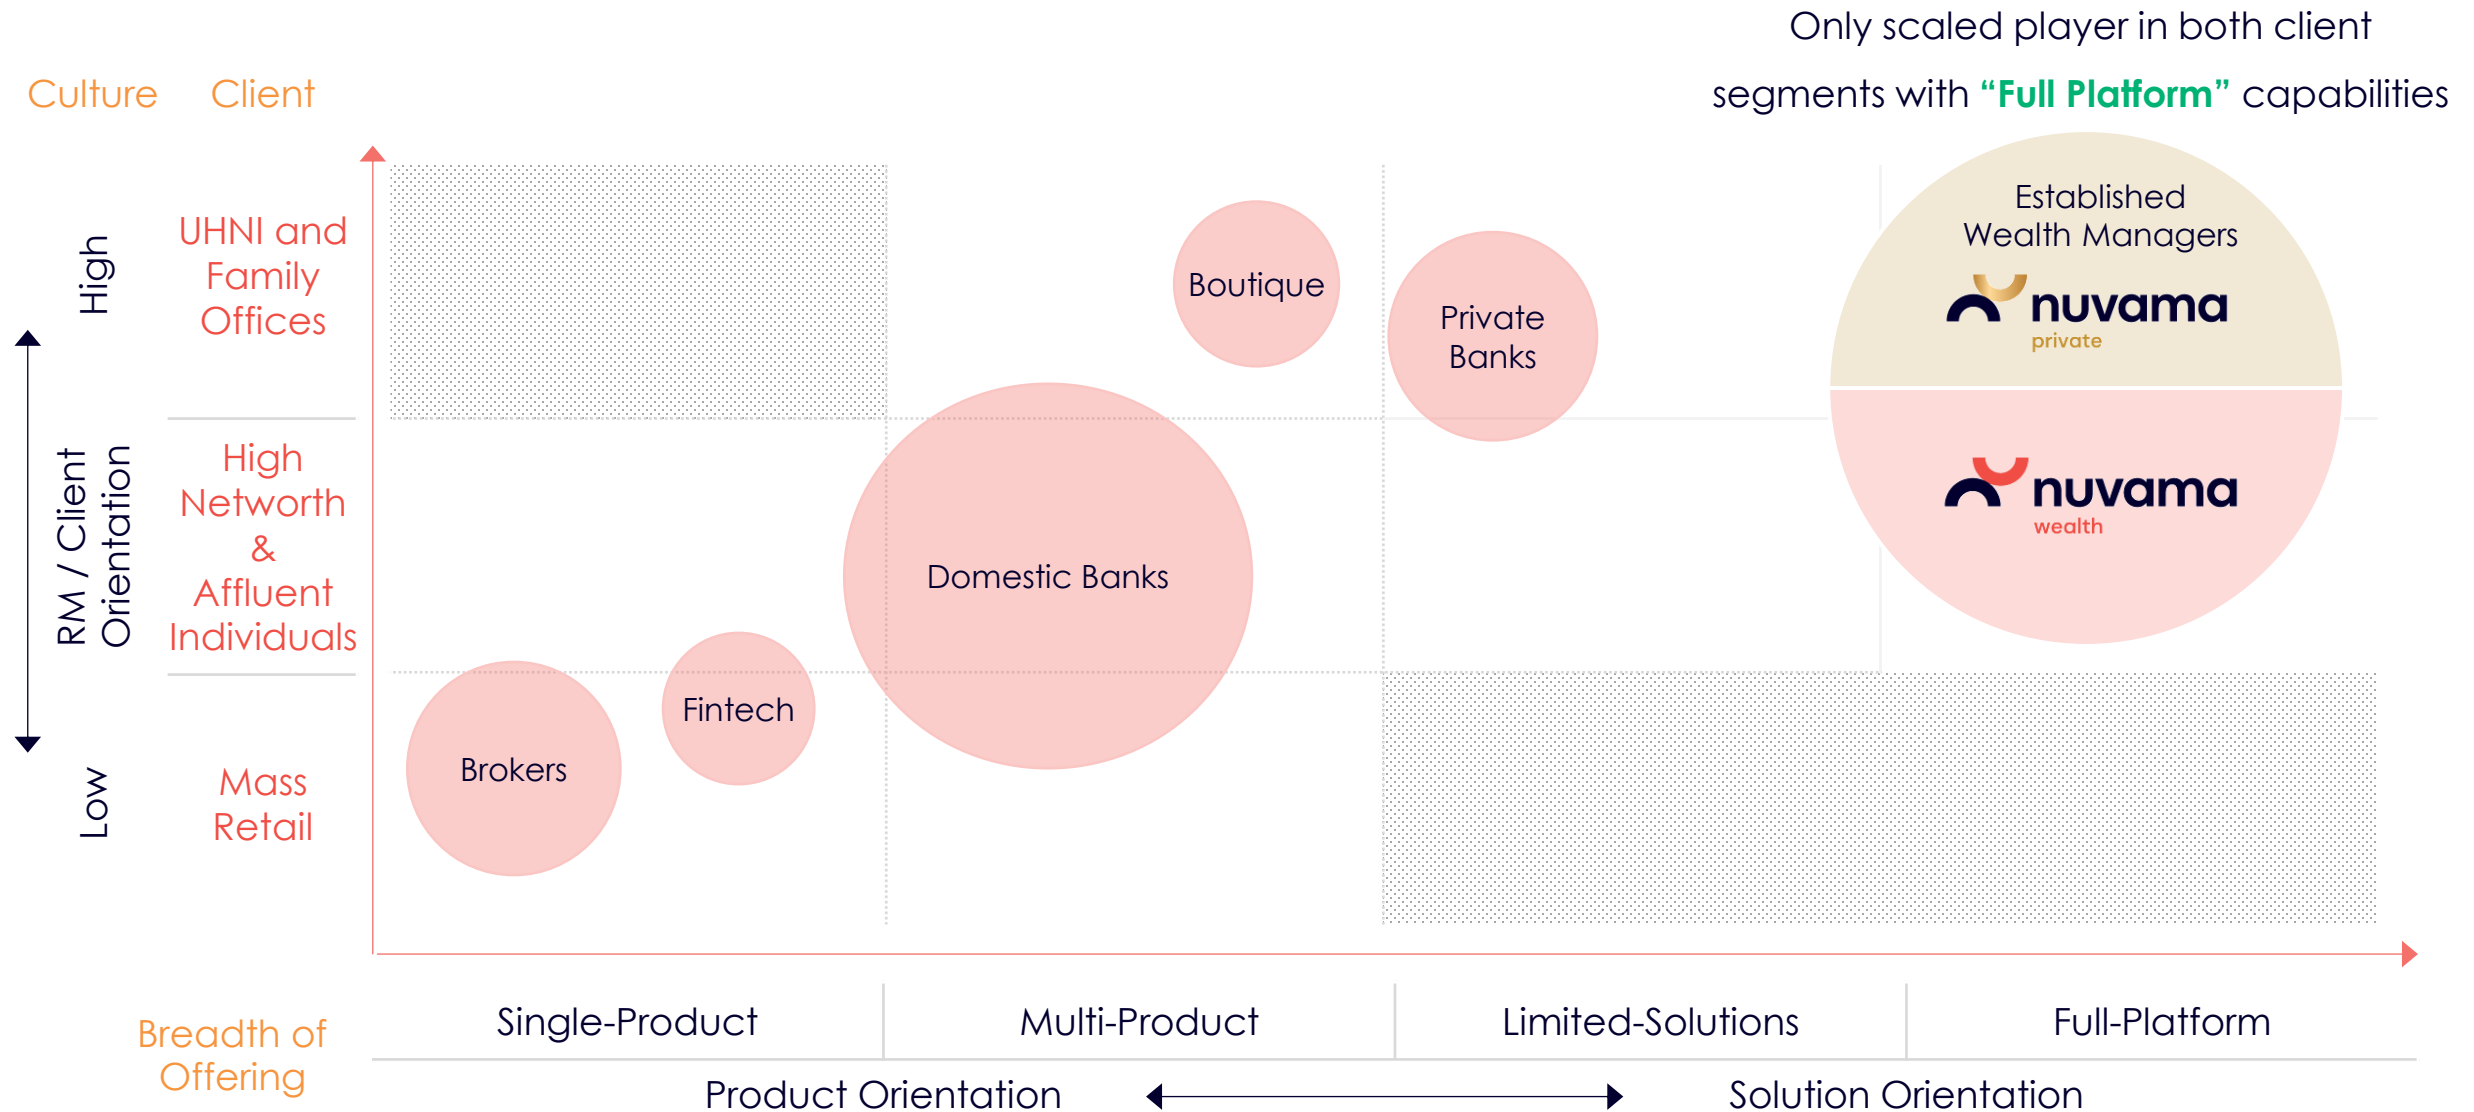 Only scaled player in both client
segments with “Full Platform” capabilities
Culture
Client
High
RM / Client
Orientation
Low
UHNI and
Family
Offices
High
Networth
&
Affluent
Individuals
Mass
Retail
Established
Wealth Managers
nuvama
private
nuvama
wealth
Boutique
Private
Banks
Domestic Banks
Fintech
Brokers
Breadth of
Offering
Single-Product
Multi-Product
Limited-Solutions
Full-Platform
Product Orientation
Solution Orientation